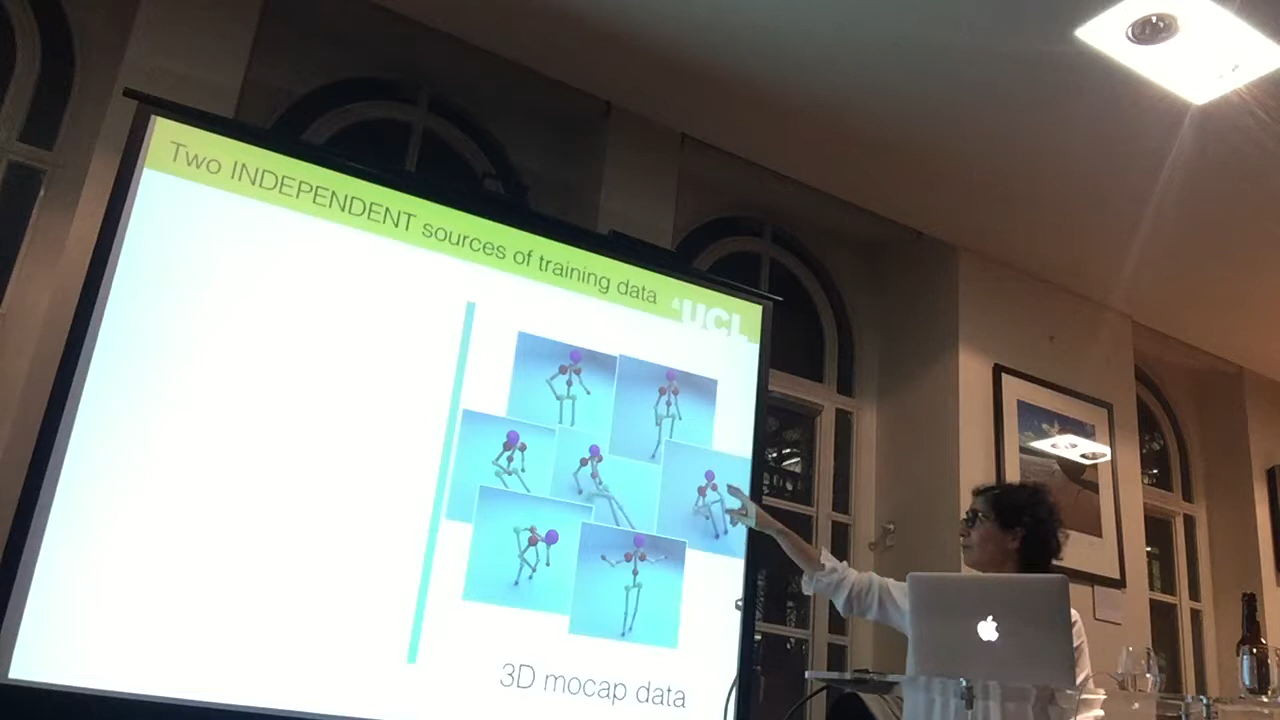 Two INDEPENDENT sources of training data
UCL
3D mocap data